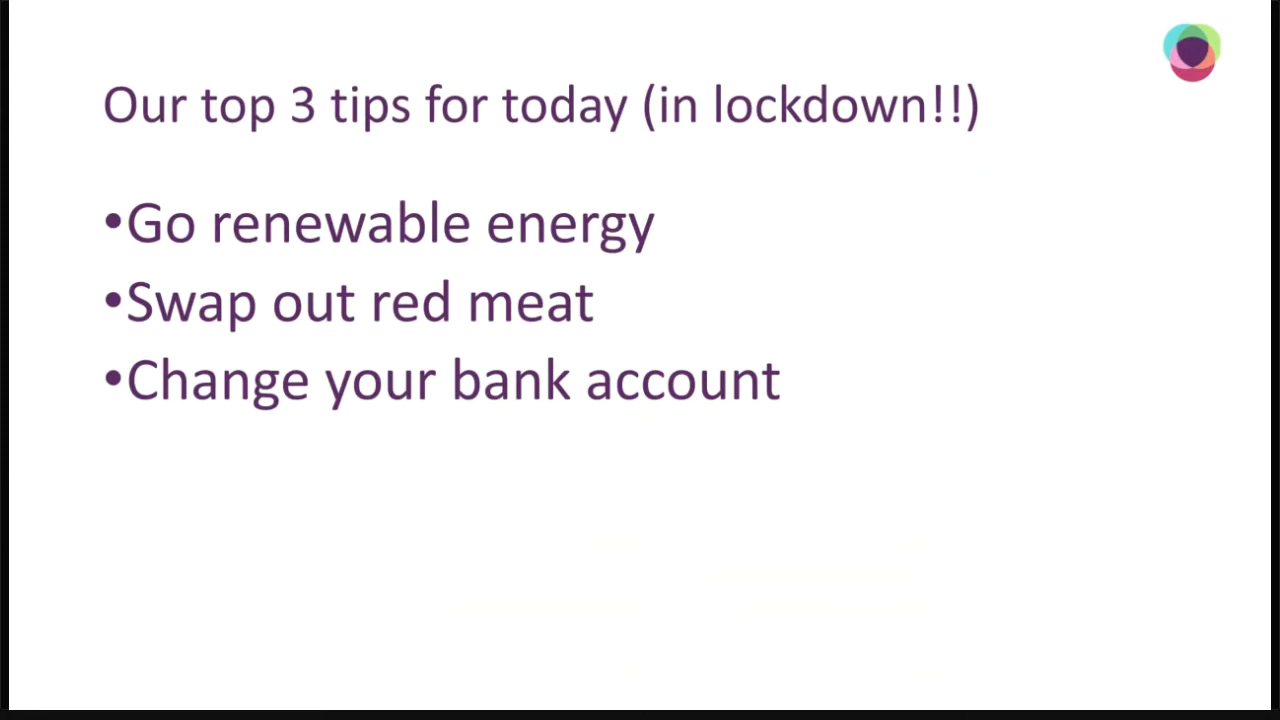 Our top 3 tips for today (in lockdown!!)
•Go renewable energy
•Swap out red meat
•Change your bank account